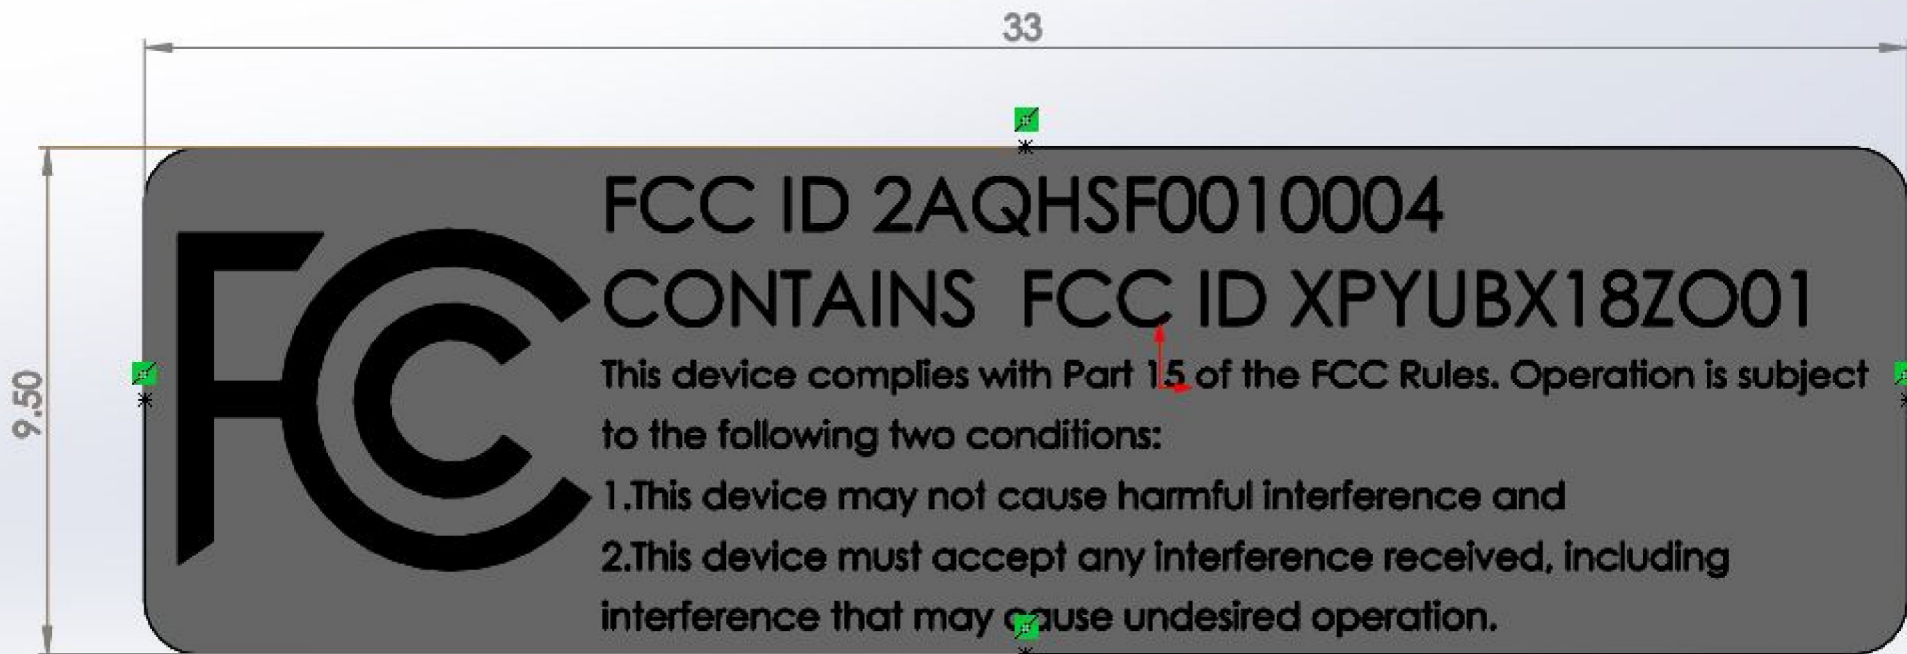 33
9.50
FCC
FCC ID 2AQHSF0010004
CONTAINS  FCC ID XPYUBX18ZO01
This device complies with Part 15 of the FCC Rules. Operation is subject
to the following two conditions:
1.This device may not cause harmful interference and
2.This device must accept any interference received, including
interference that may cause undesired operation.